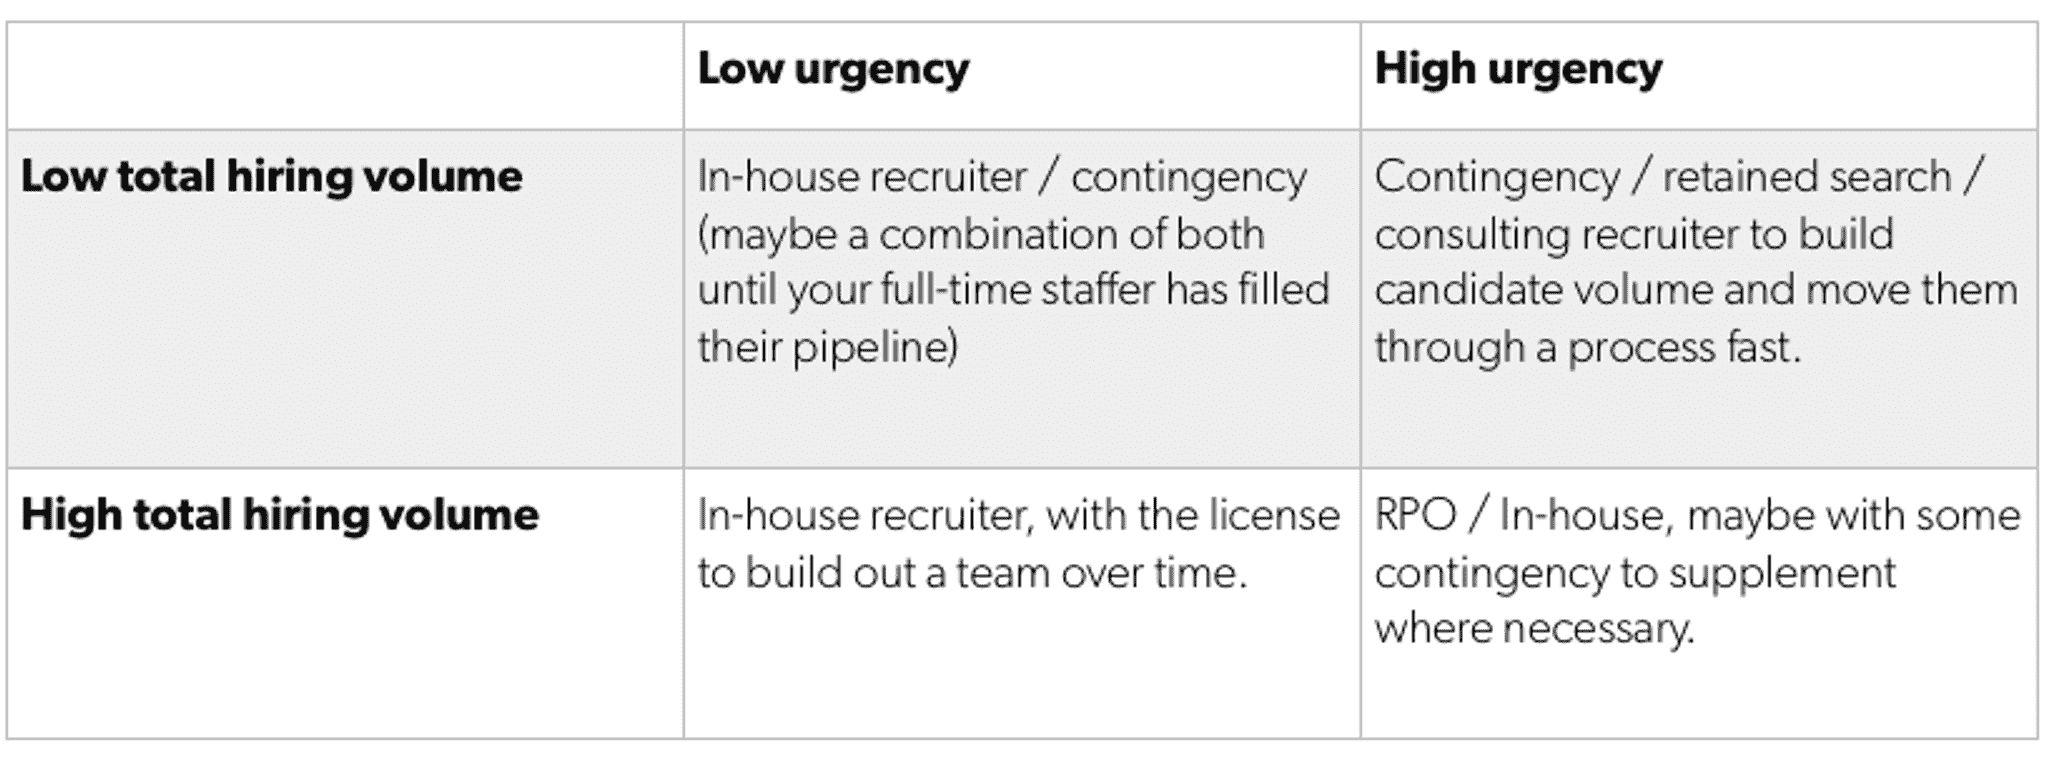 Low urgency
High urgency
Low total hiring volume
In-house recruiter / contingency
(maybe a combination of both
until your full-time staffer has filled
their pipeline)
Contingency / retained search /
consulting recruiter to build
candidate volume and move them
through a process fast.
High total hiring volume
In-house recruiter, with the license
to build out a team over time.
RPO / In-house, maybe with some
contingency to supplement
where necessary.